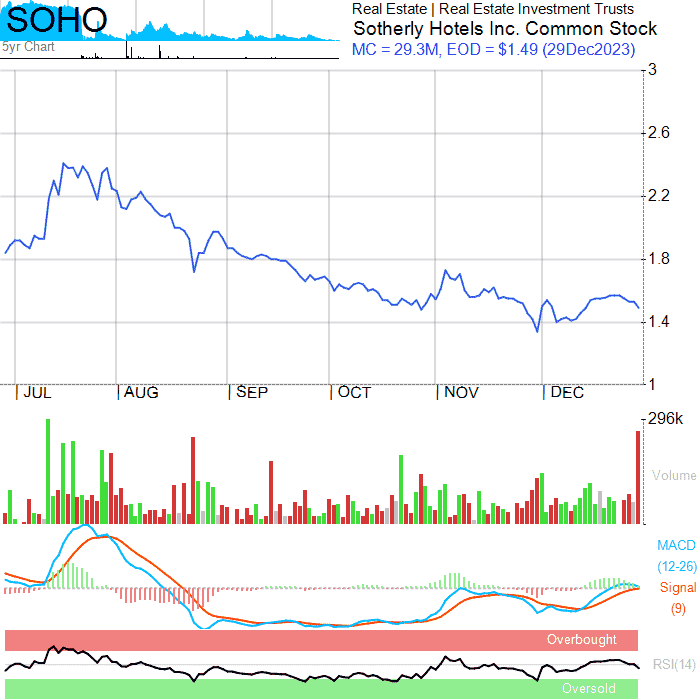 SOHO
5yr Chart
Real Estate | Real Estate Investment Trusts
Sotherly Hotels Inc. Common Stock
MC = 29.3M, EOD = $1.49 (29Dec2023)
3
2.6
2.2
1.8
1.4
1
| JUL | AUG | SEP | OCT | NOV | DEC
296k
Volume
MACD
(12-26)
Signal
(9)
Overbought
RSI(14)
Oversold